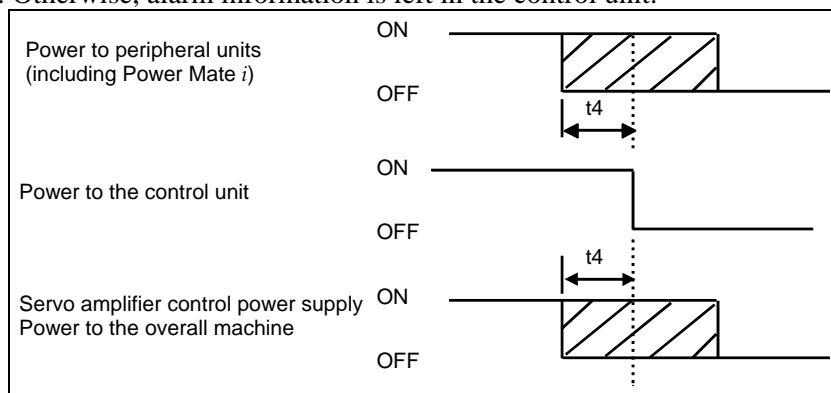 . Otherwise, alarm information is left in the control unit.
Power to peripheral units
(including Power Mate i)
ON
OFF
t4
Power to the control unit
ON
OFF
t4
Servo amplifier control power supply
Power to the overall machine
ON
OFF